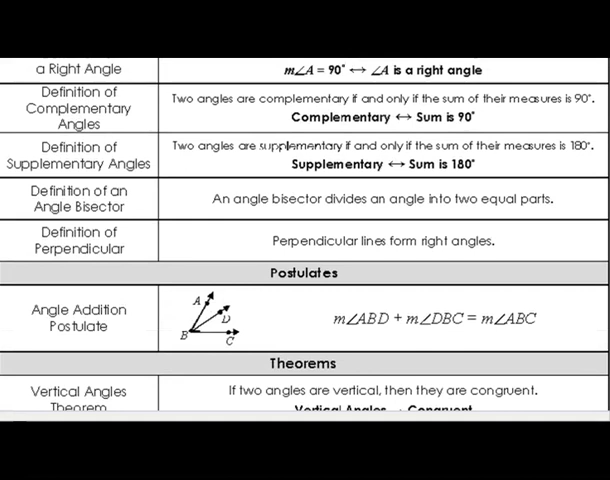 a Right Angle
m∠A = 90° ↔ ∠A is a right angle
Definition of
Complementary
Angles
Two angles are complementary if and only if the sum of their measures is 90°.
Complementary ↔ Sum is 90°
Definition of
Supplementary Angles
Two angles are supplementary if and only if the sum of their measures is 180°.
Supplementary ↔ Sum is 180°
Definition of an
Angle Bisector
An angle bisector divides an angle into two equal parts.
Definition of
Perpendicular
Perpendicular lines form right angles.
Postulates
Angle Addition
Postulate
A
D
B
C
m∠ABD + m∠DBC = m∠ABC
Theorems
Vertical Angles
Theorem
If two angles are vertical, then they are congruent.
Vertical Angles → Congruent